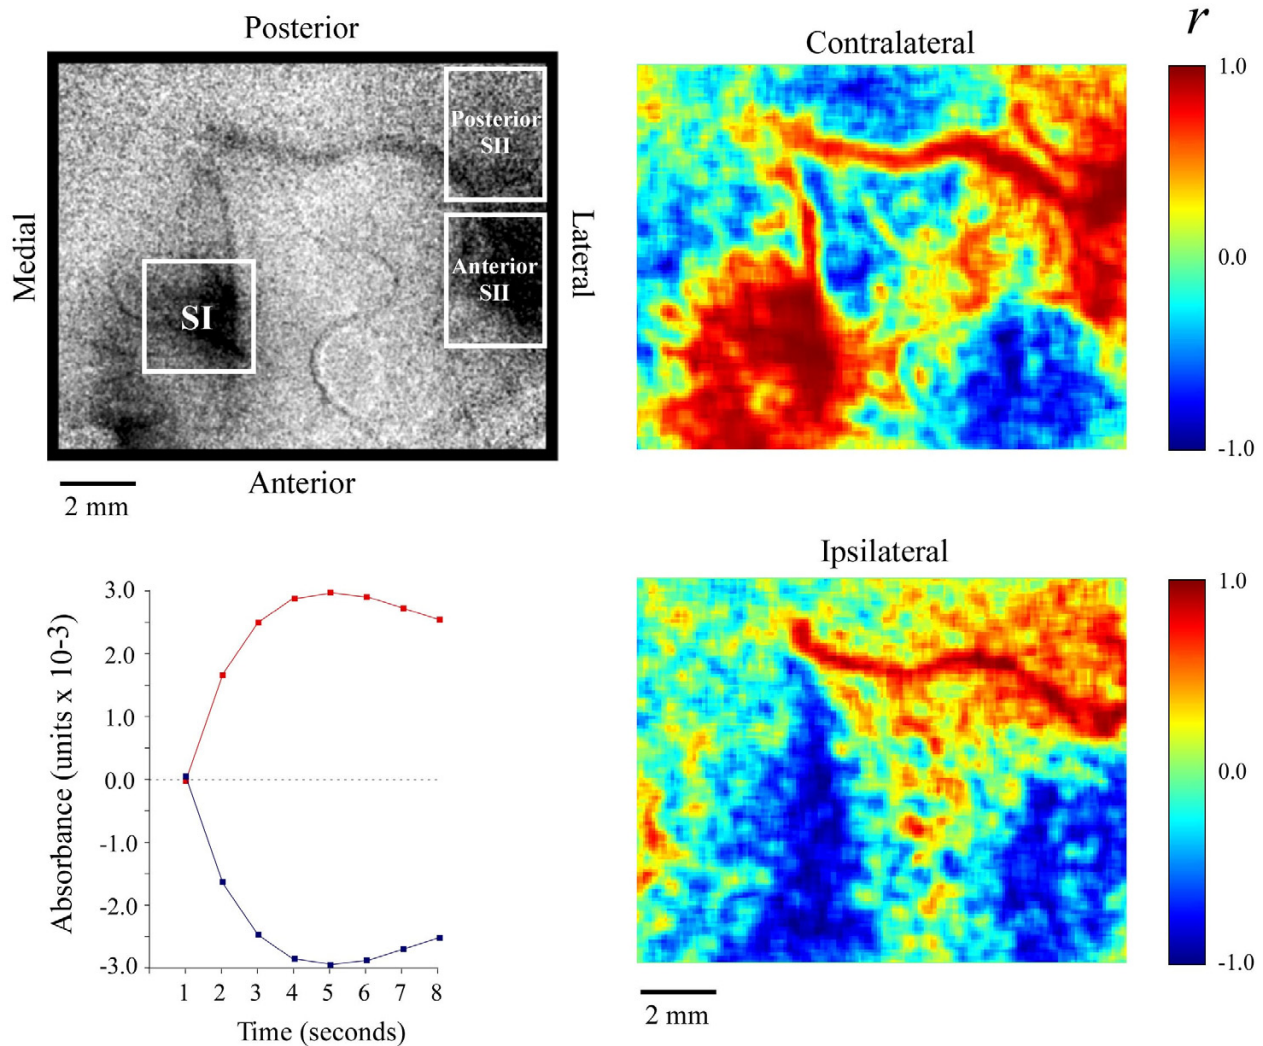 Posterior
Medial
Posterior
SII
Anterior
SII
SI
Lateral
Anterior
2 mm
Contralateral
r
1.0
0.0
-1.0
Absorbance (units x 10-3)
3.0
2.0
1.0
0.0
-1.0
-2.0
-3.0
1 2 3 4 5 6 7 8
Time (seconds)
Ipsilateral
1.0
0.0
-1.0
2 mm